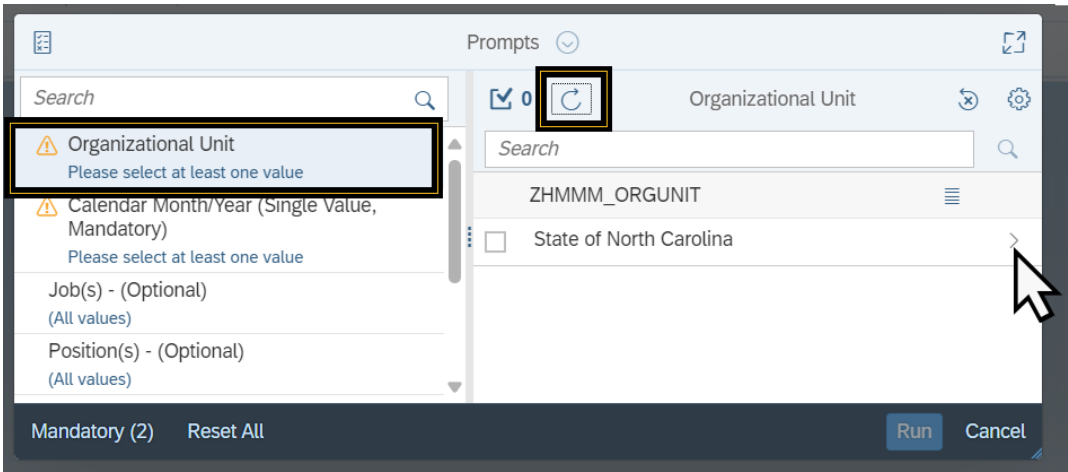 Prompts
Search
Organizational Unit
Please select at least one value
Calendar Month/Year (Single Value,
Mandatory)
Please select at least one value
Job(s) - (Optional)
(All values)
Position(s) - (Optional)
(All values)
0
Organizational Unit
Search
ZHMMM_ORGUNIT
State of North Carolina
Mandatory (2) Reset All
Run Cancel